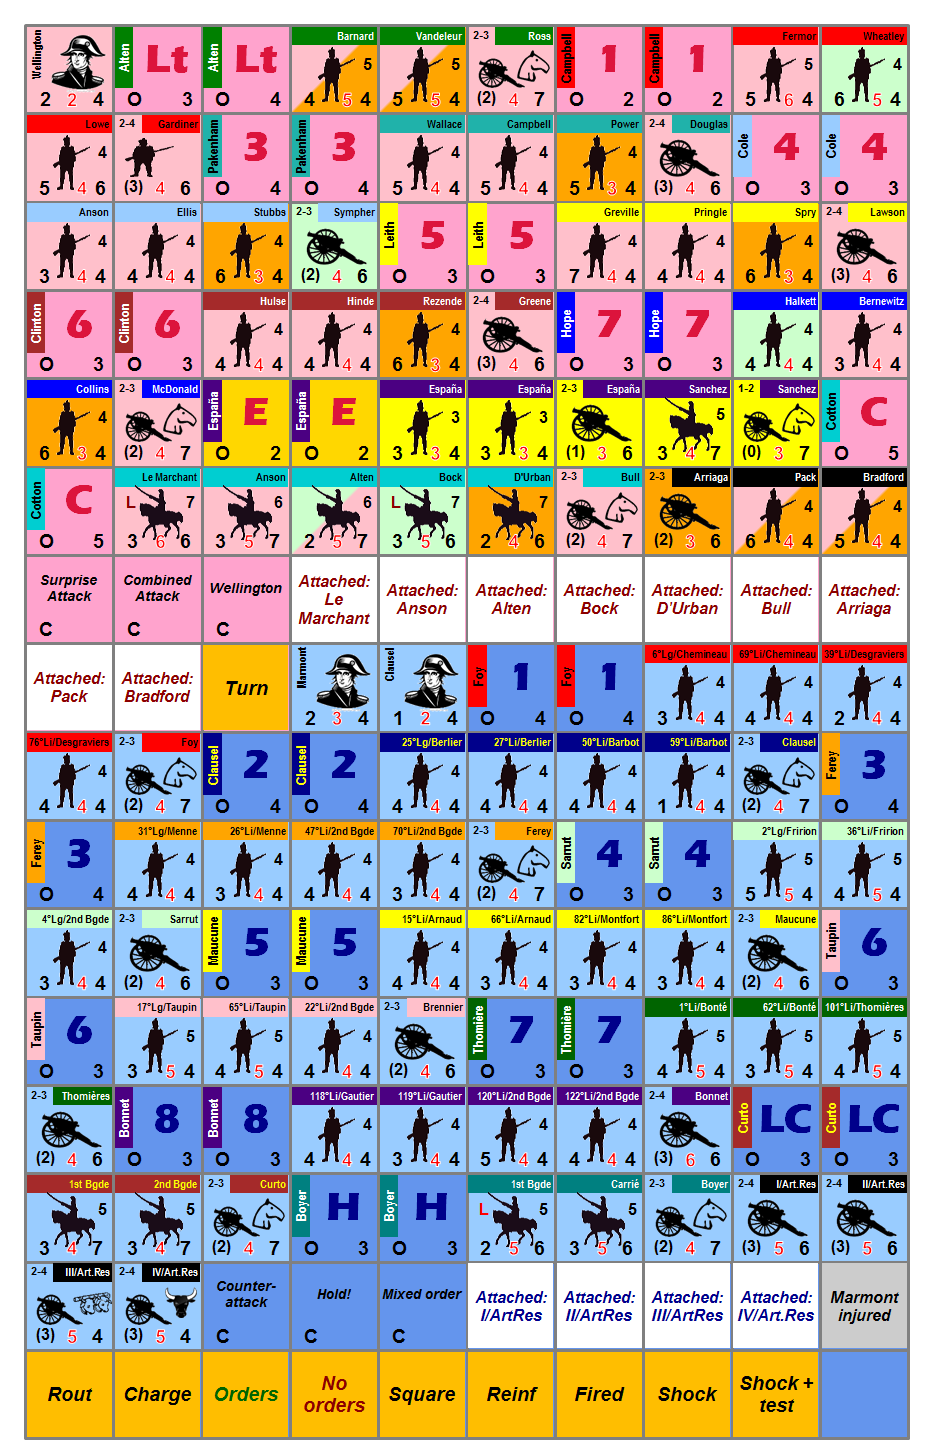 Wellington 2 2 4
Alten Lt O 3
Alten Lt O 4
Barnard 5 4 5 4
Vandeleur 5 5 5 4
2-3 Ross (2) 4 7
Campbell 1 O 2
Campbell 1 O 2
Fermor 5 6 4
Wheatley 4 6 5 4
Lowe 4 5 4 6
2-4 Gardiner (3) 4 6
Pakenham 3 O 4
Pakenham 3 O 4
Wallace 4 5 4 4
Campbell 4 5 4 4
Power 4 5 3 4
2-4 Douglas (3) 4 6
Cole 4 O 3
Cole 4 O 3
Anson 4 3 4 4
Ellis 4 4 4 4
Stubbs 4 6 3 4
2-3 Sympher (2) 4 6
Leith 5 O 3
Leith 5 O 3
Greville 4 7 4 4
Pringle 4 4 4 4
Spry 4 6 3 4
2-4 Lawson (3) 4 6
Clinton 6 O 3
Clinton 6 O 3
Hulse 4 4 4 4
Hinde 4 4 4 4
Rezende 4 6 3 4
2-4 Greene (3) 4 6
Hope 7 O 3
Hope 7 O 3
Halkett 4 4 4 4
Bernewitz 4 3 4 4
Collins 4 6 3 4
2-3 McDonald (2) 4 7
España E O 2
España E O 2
España 3 3 3 4
España 3 3 3 4
2-3 España (1) 3 6
Sanchez 5 3 4 7
1-2 Sanchez (0) 3 7
Cotton C O 5
Cotton C O 5
Le Marchant L 7 3 6 6
Anson 6 3 5 7
Alten 6 2 5 7
Bock L 7 3 5 6
D'Urban 7 2 4 6
2-3 Bull (2) 4 7
2-3 Arriaga (2) 3 6
Pack 4 6 4 4
Bradford 4 5 4 4
Surprise
Attack
C
Combined
Attack
C
Wellington
C
Attached:
Le
Marchant
Attached:
Anson
Attached:
Alten
Attached:
Bock
Attached:
D'Urban
Attached:
Bull
Attached:
Arriaga
Attached:
Pack
Attached:
Bradford
Turn
Marmont 2 3 4
Clausel 1 2 4
Foy 1 O 4
Foy 1 O 4
6°Lg/Chemineau 4 3 4 4
69°Li/Chemineau 4 4 4 4
39°Li/Desgraviers 4 2 4 4
76°Li/Desgraviers 4 4 4 4
2-3 Foy (2) 4 7
Clausel 2 O 4
Clausel 2 O 4
25°Lg/Berlier 4 4 4 4
27°Li/Berlier 4 4 4 4
50°Li/Barbot 4 4 4 4
59°Li/Barbot 4 1 4 4
2-3 Clausel (2) 4 7
Ferey 3 O 4
Ferey 3 O 4
31°Lg/Menne 4 4 4 4
26°Li/Menne 4 3 4 4
47°Li/2nd Bgde 4 4 4 4
70°Li/2nd Bgde 4 3 4 4
2-3 Ferey (2) 4 7
Sarrut 4 O 3
Sarrut 4 O 3
2°Lg/Fririon 5 5 5 4
36°Li/Fririon 5 4 5 4
4°Lg/2nd Bgde 4 3 4 4
2-3 Sarrut (2) 4 6
Maucune 5 O 3
Maucune 5 O 3
15°Li/Arnaud 4 4 4 4
66°Li/Arnaud 4 3 4 4
82°Li/Montfort 4 3 4 4
86°Li/Montfort 4 3 4 4
2-3 Maucune (2) 4 6
Taupin 6 O 3
Taupin 6 O 3
17°Lg/Taupin 5 3 5 4
65°Li/Taupin 5 4 5 4
22°Li/2nd Bgde 4 4 4 4
2-3 Brennier (2) 4 6
Thomière 7 O 3
Thomière 7 O 3
1°Li/Bonté 5 4 5 4
62°Li/Bonté 5 3 5 4
101°Li/Thomières 5 4 5 4
2-3 Thomières (2) 4 6
Bonnet 8 O 3
Bonnet 8 O 3
118°Li/Gautier 4 4 4 4
119°Li/Gautier 4 3 4 4
120°Li/2nd Bgde 4 5 4 4
122°Li/2nd Bgde 4 4 4 4
2-4 Bonnet (3) 6 6
Curto LC O 3
Curto LC O 3
1st Bgde 5 3 4 7
2nd Bgde 5 3 4 7
2-3 Curto (2) 4 7
Boyer H O 3
Boyer H O 3
1st Bgde L 5 2 5 6
Carrié 5 3 5 6
2-3 Boyer (2) 4 7
2-4 I/Art.Res (3) 5 6
2-4 II/Art.Res (3) 5 6
2-4 III/Art.Res (3) 5 4
2-4 IV/Art.Res (3) 5 4
Counter-
attack
C
Hold!
C
Mixed order
C
Attached:
I/ArtRes
Attached:
II/ArtRes
Attached:
III/ArtRes
Attached:
IV/Art.Res
Marmont
injured
Rout
Charge
Orders
No
orders
Square
Reinf
Fired
Shock
Shock +
test